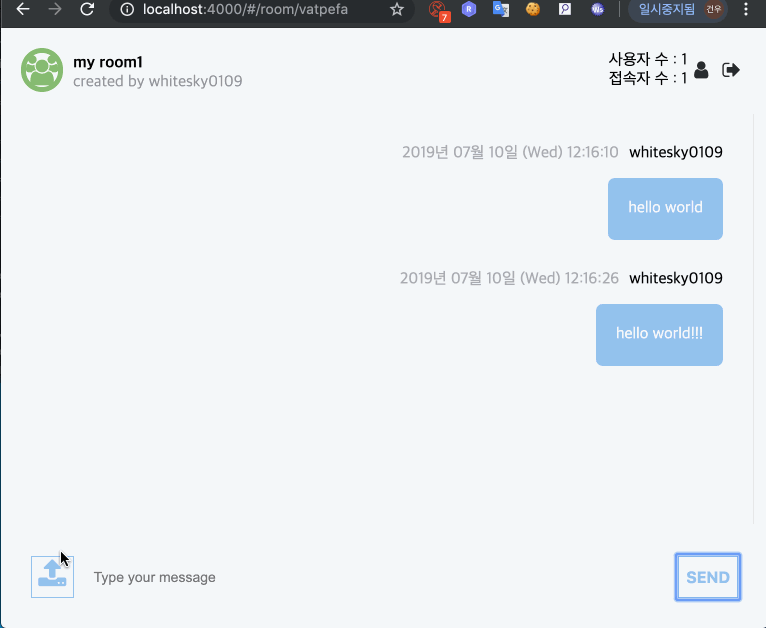 localhost:4000/#/room/vatpefa
7
일시중지됨 건우
my room1
created by whitesky0109
사용자 수 : 1
접속자 수 : 1
2019년 07월 10일 (Wed) 12:16:10 whitesky0109
hello world
2019년 07월 10일 (Wed) 12:16:26 whitesky0109
hello world!!!
Type your message
SEND